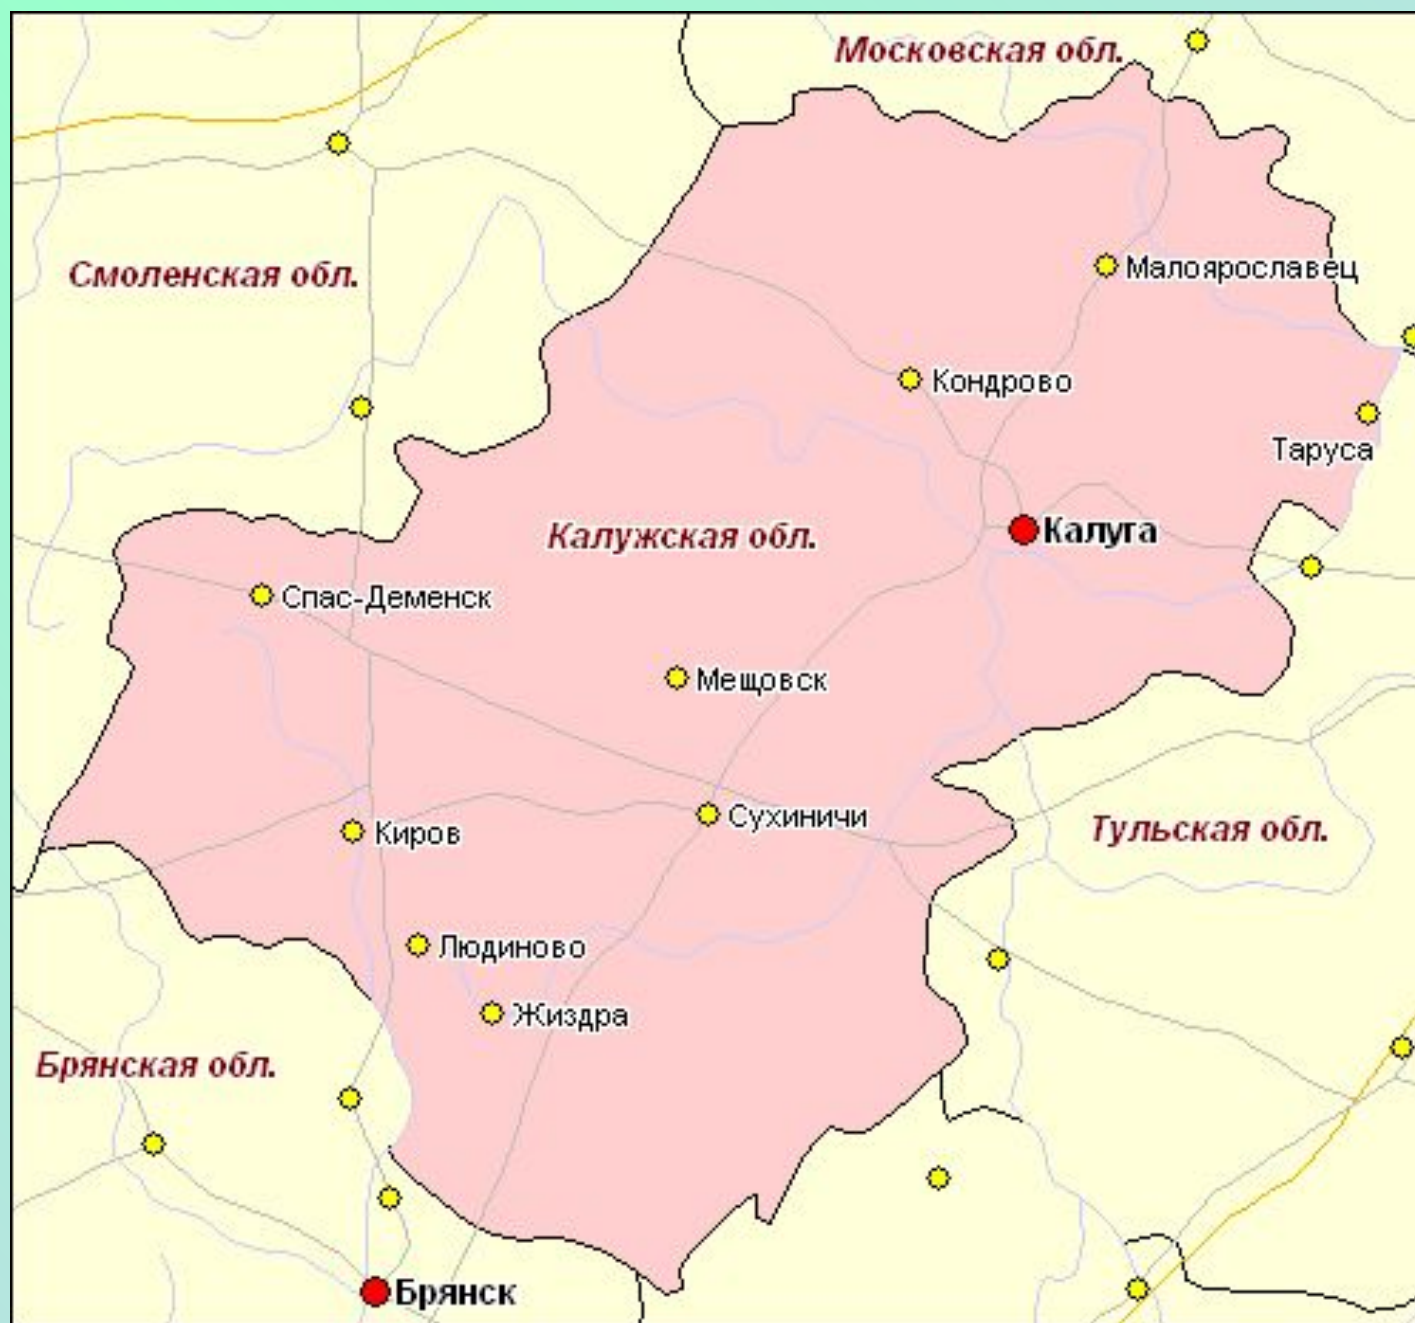 Московская обл.
Смоленская обл.
Малоярославец
Кондрово
Таруса
Калужская обл.
Калуга
Спас-Деменск
Мещовск
Сухиничи
Тульская обл.
Киров
Людиново
Жиздра
Брянская обл.
Брянск